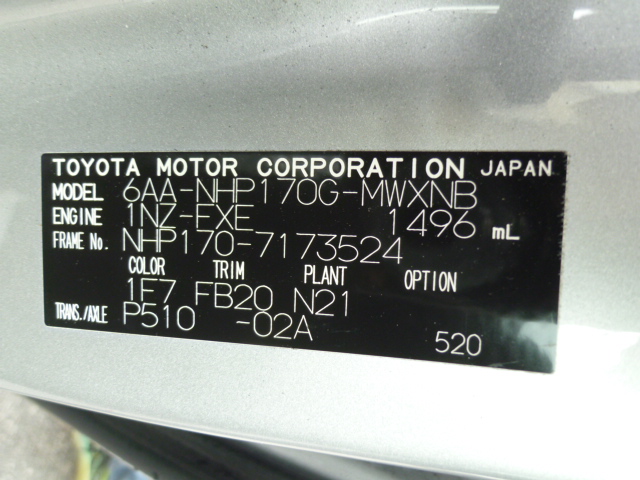 TOYOTA MOTOR CORPORATION JAPAN
MODEL 6AA-NHP170G-MWXNB
ENGINE 1NZ-FXE 1496 mL
FRAME No. NHP170-7173524
COLOR TRIM PLANT OPTION
1F7 FB20 N21
TRANS./AXLE P510 -02A
520